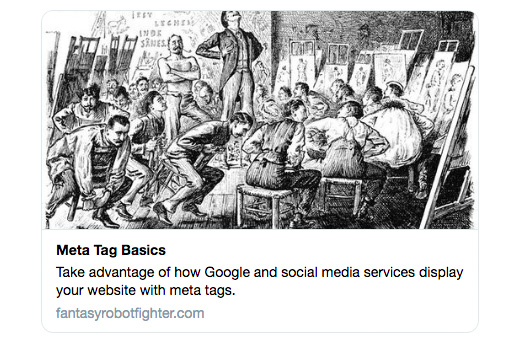 Meta Tag Basics
Take advantage of how Google and social media services display
your website with meta tags.
fantasyrobotfighter.com